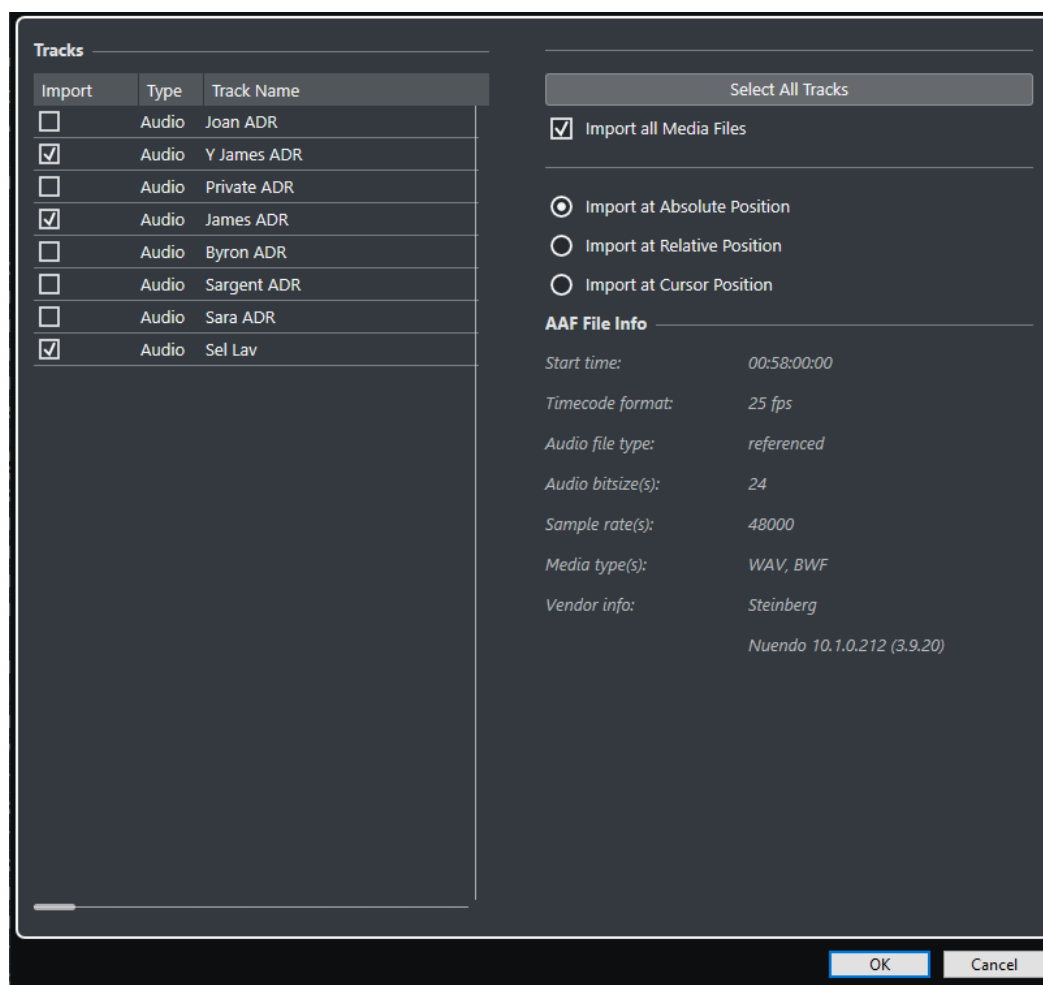 Tracks
Import Type Track Name
Audio Joan ADR
Audio Y James ADR
Audio Private ADR
Audio James ADR
Audio Byron ADR
Audio Sargent ADR
Audio Sara ADR
Audio Sel Lav
Select All Tracks
Import all Media Files
Import at Absolute Position
Import at Relative Position
Import at Cursor Position
AAF File Info
Start time: 00:58:00:00
Timecode format: 25 fps
Audio file type: referenced
Audio bitsize(s): 24
Sample rate(s): 48000
Media type(s): WAV, BWF
Vendor info: Steinberg
Nuendo 10.1.0.212 (3.9.20)
OK Cancel